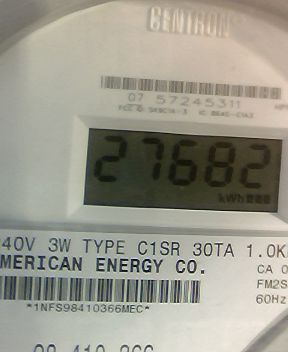 CENTRON
07 57245311
27682
kWh
40V 3W TYPE C1SR 30TA 1.0K
MERICAN ENERGY CO.
CA 0
FM2S
60Hz
*1NFS98410366MEC*